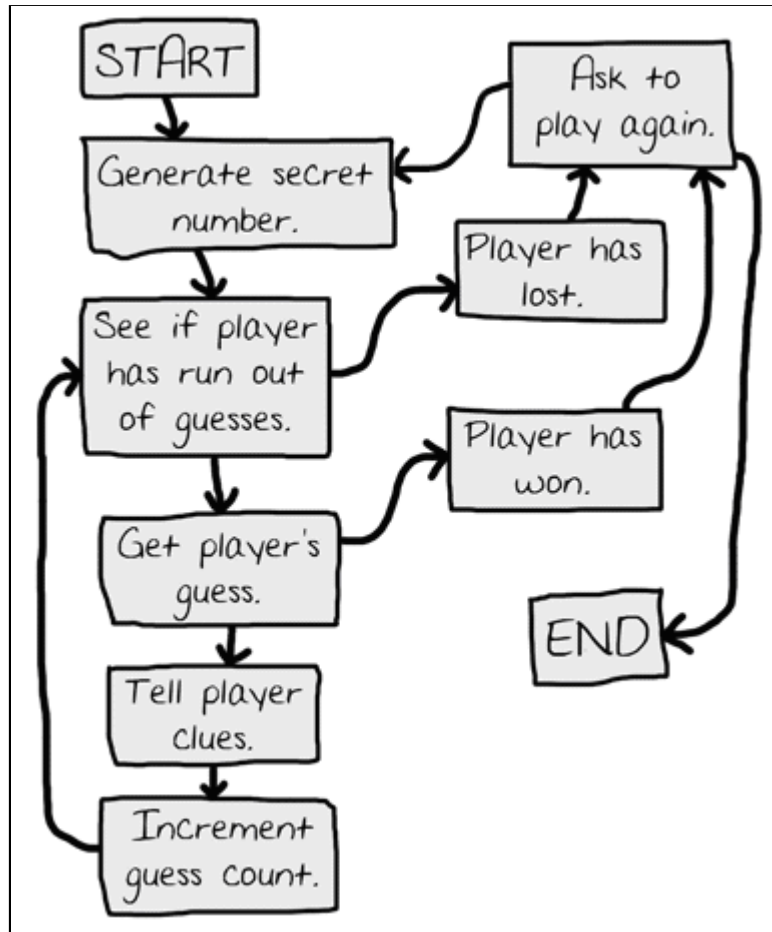 START
Generate secret
number.
See if player
has run out
of guesses.
Get player's
guess.
Tell player
clues.
Increment
guess count.
Ask to
play again.
Player has
lost.
Player has
won.
END